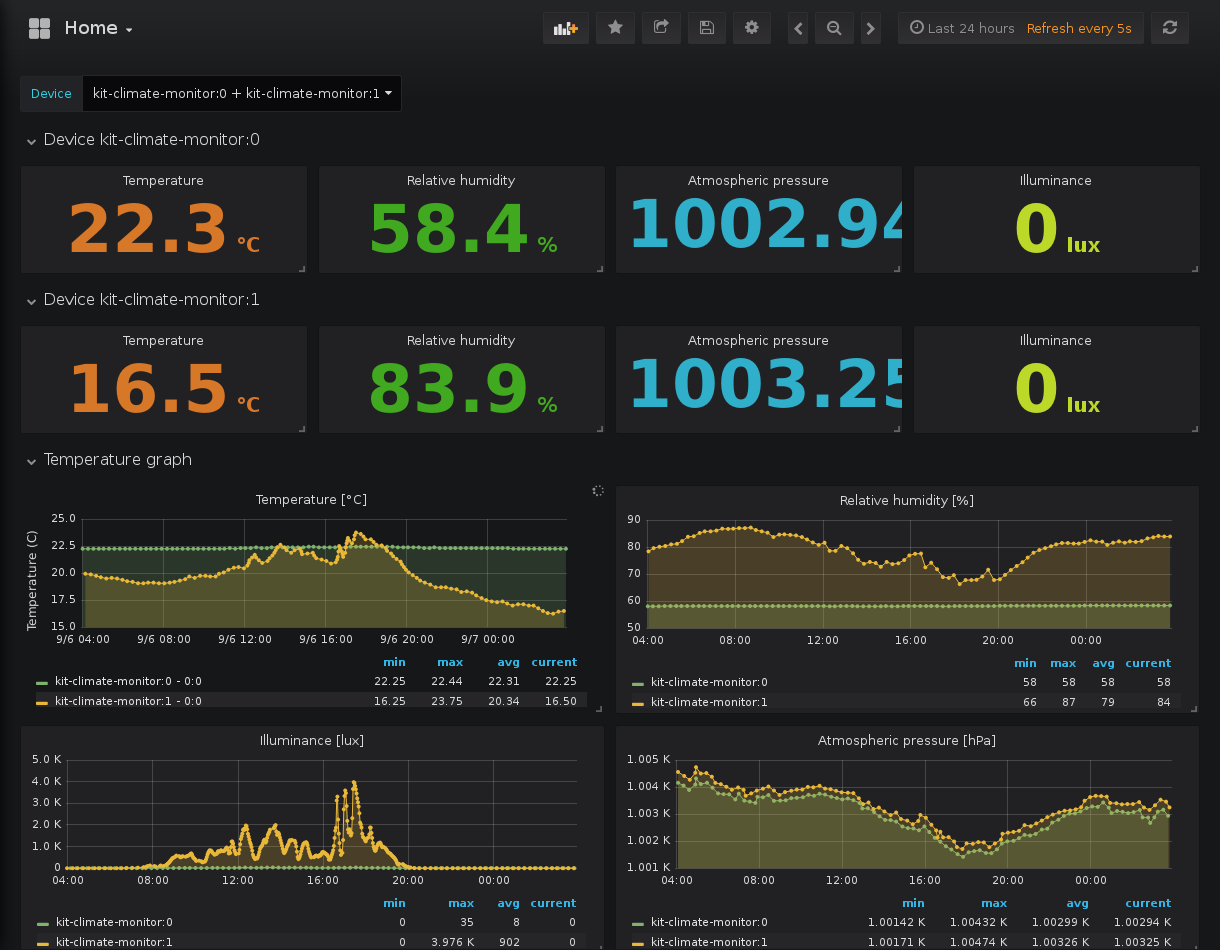 Home
Last 24 hours Refresh every 5s
Device kit-climate-monitor:0 + kit-climate-monitor:1
Device kit-climate-monitor:0
Temperature Relative humidity Atmospheric pressure Illuminance
22.3 °C 58.4 % 1002.94 0 lux
Device kit-climate-monitor:1
Temperature Relative humidity Atmospheric pressure Illuminance
16.5 °C 83.9 % 1003.25 0 lux
Temperature graph
Temperature [°C]
Temperature (C)
25.0
22.5
20.0
17.5
15.0
9/6 04:00 9/6 08:00 9/6 12:00 9/6 16:00 9/6 20:00 9/7 00:00
min max avg current
kit-climate-monitor:0 - 0:0 22.25 22.44 22.31 22.25
kit-climate-monitor:1 - 0:0 16.25 23.75 20.34 16.50
Relative humidity [%]
90
80
70
60
50
04:00 08:00 12:00 16:00 20:00 00:00
min max avg current
kit-climate-monitor:0 58 58 58 58
kit-climate-monitor:1 66 87 79 84
Illuminance [lux]
5.0 K
4.0 K
3.0 K
2.0 K
1.0 K
0
04:00 08:00 12:00 16:00 20:00 00:00
min max avg current
kit-climate-monitor:0 0 35 8 0
kit-climate-monitor:1 0 3.976 K 902 0
Atmospheric pressure [hPa]
1.005 K
1.004 K
1.003 K
1.002 K
1.001 K
04:00 08:00 12:00 16:00 20:00 00:00
min max avg current
kit-climate-monitor:0 1.00142 K 1.00432 K 1.00299 K 1.00294 K
kit-climate-monitor:1 1.00171 K 1.00474 K 1.00326 K 1.00325 K